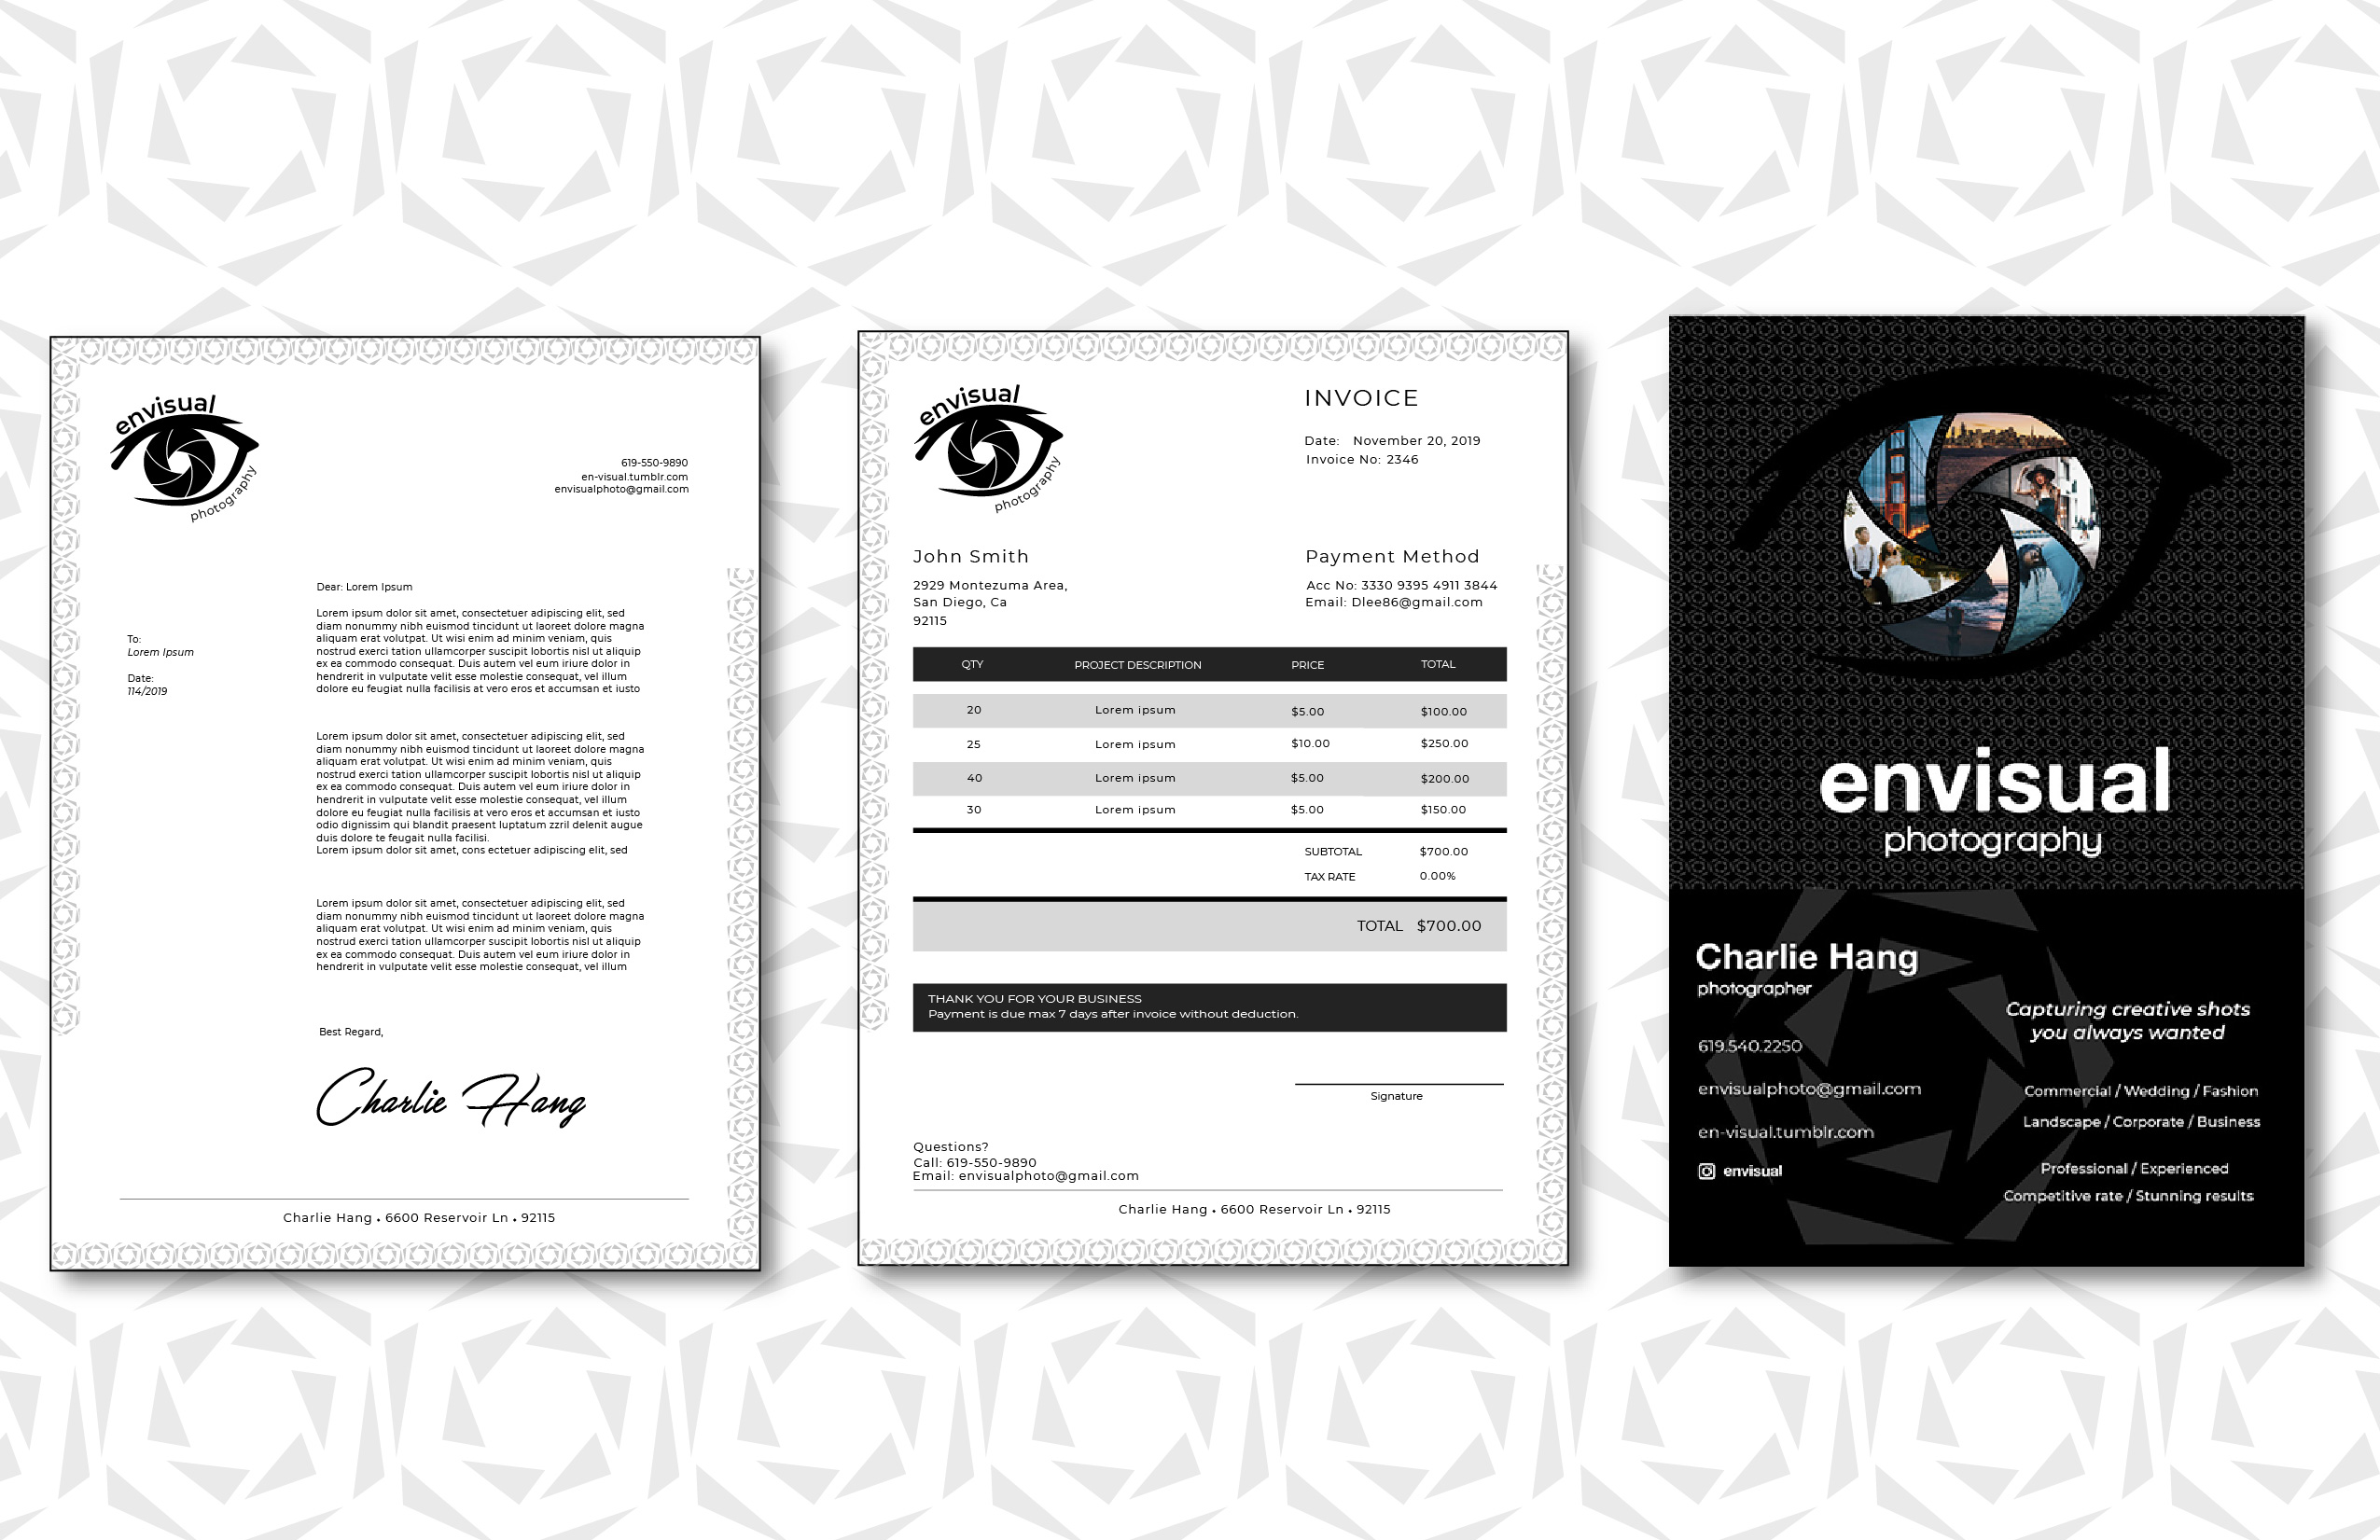 envisual
photography
619-550-9890
en-visual.tumblr.com
envisualphoto@gmail.com
To:
Lorem Ipsum
Date:
114/2019
Dear: Lorem Ipsum
Lorem ipsum dolor sit amet, consectetuer adipiscing elit, sed
diam nonummy nibh euismod tincidunt ut laoreet dolore magna
aliquam erat volutpat. Ut wisi enim ad minim veniam, quis
nostrud exerci tation ullamcorper suscipit lobortis nisl ut aliquip
ex ea commodo consequat. Duis autem vel eum iriure dolor in
hendrerit in vulputate velit esse molestie consequat, vel illum
dolore eu feugiat nulla facilisis at vero eros et accumsan et iusto
Lorem ipsum dolor sit amet, consectetuer adipiscing elit, sed
diam nonummy nibh euismod tincidunt ut laoreet dolore magna
aliquam erat volutpat. Ut wisi enim ad minim veniam, quis
nostrud exerci tation ullamcorper suscipit lobortis nisl ut aliquip
ex ea commodo consequat. Duis autem vel eum iriure dolor in
hendrerit in vulputate velit esse molestie consequat, vel illum
dolore eu feugiat nulla facilisis at vero eros et accumsan et iusto
odio dignissim qui blandit praesent luptatum zzril delenit augue
duis dolore te feugait nulla facilisi.
Lorem ipsum dolor sit amet, cons ectetuer adipiscing elit, sed
Lorem ipsum dolor sit amet, consectetuer adipiscing elit, sed
diam nonummy nibh euismod tincidunt ut laoreet dolore magna
aliquam erat volutpat. Ut wisi enim ad minim veniam, quis
nostrud exerci tation ullamcorper suscipit lobortis nisl ut aliquip
ex ea commodo consequat. Duis autem vel eum iriure dolor in
hendrerit in vulputate velit esse molestie consequat, vel illum
Best Regard,
Charlie Hang
Charlie Hang • 6600 Reservoir Ln • 92115
envisual
photography
INVOICE
Date: November 20, 2019
Invoice No: 2346
John Smith
2929 Montezuma Area,
San Diego, Ca
92115
Payment Method
Acc No: 3330 9395 4911 3844
Email: Dlee86@gmail.com
QTY PROJECT DESCRIPTION PRICE TOTAL
20 Lorem ipsum $5.00 $100.00
25 Lorem ipsum $10.00 $250.00
40 Lorem ipsum $5.00 $200.00
30 Lorem ipsum $5.00 $150.00
SUBTOTAL $700.00
TAX RATE 0.00%
TOTAL $700.00
THANK YOU FOR YOUR BUSINESS
Payment is due max 7 days after invoice without deduction.
Signature
Questions?
Call: 619-550-9890
Email: envisualphoto@gmail.com
Charlie Hang • 6600 Reservoir Ln • 92115
envisual
photography
Charlie Hang
photographer
619.540.2250
envisualphoto@gmail.com
en-visual.tumblr.com
envisual
Capturing creative shots
you always wanted
Commercial / Wedding / Fashion
Landscape / Corporate / Business
Professional / Experienced
Competitive rate / Stunning results